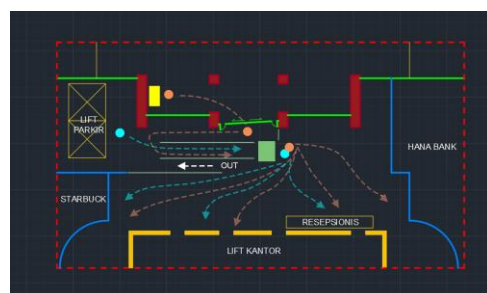 LIFT
PARKIR
HANA BANK
OUT
STARBUCK
RESEPSIONIS
LIFT KANTOR